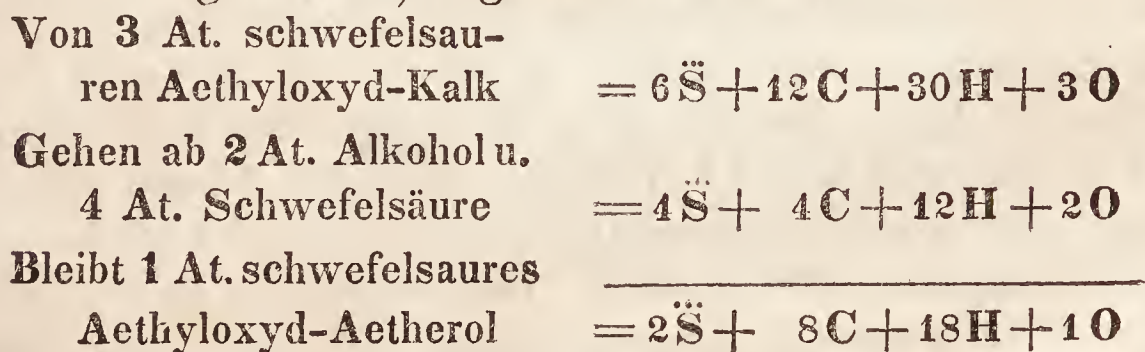 Von 3 At. schwefelsau-
ren Aethyloxyd-Kalk = 6S⃛ + 12C + 30H + 3O
Gehen ab 2 At. Alkohol u.
4 At. Schwefelsäure = 4S⃛ + 4C + 12H + 2O
Bleibt 1 At. schwefelsaures
Aethyloxyd-Aetherol = 2S⃛ + 8C + 18H + 1O